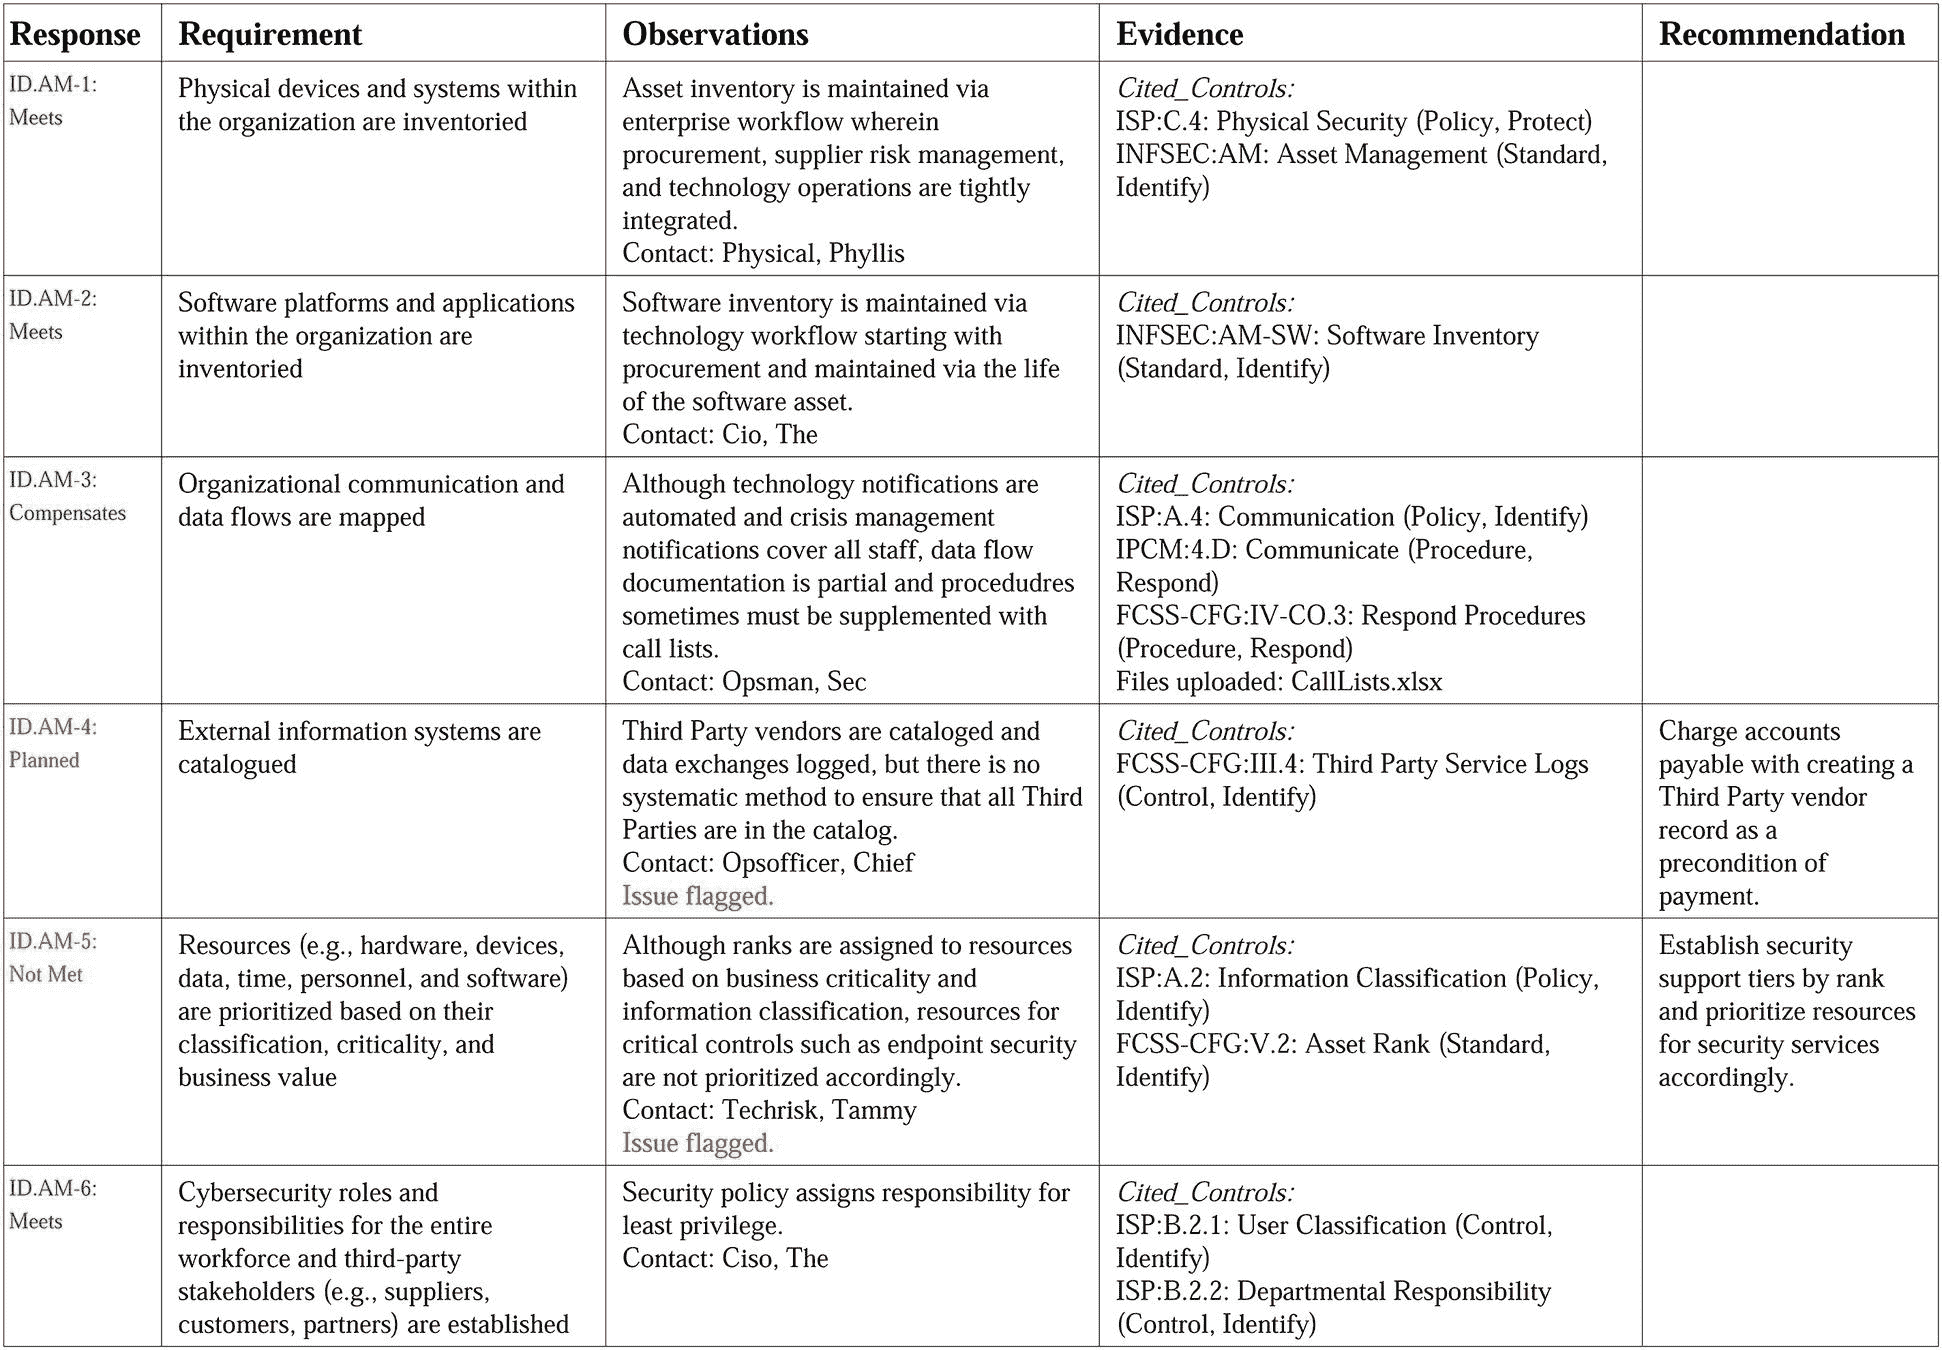 Response Requirement Observations Evidence Recommendation
ID.AM-1:
Meets
Physical devices and systems within
the organization are inventoried
Asset inventory is maintained via
enterprise workflow wherein
procurement, supplier risk management,
and technology operations are tightly
integrated.
Contact: Physical, Phyllis
Cited_Controls:
ISP:C.4: Physical Security (Policy, Protect)
INFSEC:AM: Asset Management (Standard,
Identify)
ID.AM-2:
Meets
Software platforms and applications
within the organization are
inventoried
Software inventory is maintained via
technology workflow starting with
procurement and maintained via the life
of the software asset.
Contact: Cio, The
Cited_Controls:
INFSEC:AM-SW: Software Inventory
(Standard, Identify)
ID.AM-3:
Compensates
Organizational communication and
data flows are mapped
Although technology notifications are
automated and crisis management
notifications cover all staff, data flow
documentation is partial and procedudres
sometimes must be supplemented with
call lists.
Contact: Opsman, Sec
Cited_Controls:
ISP:A.4: Communication (Policy, Identify)
IPCM:4.D: Communicate (Procedure,
Respond)
FCSS-CFG:IV-CO.3: Respond Procedures
(Procedure, Respond)
Files uploaded: CallLists.xlsx
ID.AM-4:
Planned
External information systems are
catalogued
Third Party vendors are cataloged and
data exchanges logged, but there is no
systematic method to ensure that all Third
Parties are in the catalog.
Contact: Opsofficer, Chief
Issue flagged.
Cited_Controls:
FCSS-CFG:III.4: Third Party Service Logs
(Control, Identify)
Charge accounts
payable with creating a
Third Party vendor
record as a
precondition of
payment.
ID.AM-5:
Not Met
Resources (e.g., hardware, devices,
data, time, personnel, and software)
are prioritized based on their
classification, criticality, and
business value
Although ranks are assigned to resources
based on business criticality and
information classification, resources for
critical controls such as endpoint security
are not prioritized accordingly.
Contact: Techrisk, Tammy
Issue flagged.
Cited_Controls:
ISP:A.2: Information Classification (Policy,
Identify)
FCSS-CFG:V.2: Asset Rank (Standard,
Identify)
Establish security
support tiers by rank
and prioritize resources
for security services
accordingly.
ID.AM-6:
Meets
Cybersecurity roles and
responsibilities for the entire
workforce and third-party
stakeholders (e.g., suppliers,
customers, partners) are established
Security policy assigns responsibility for
least privilege.
Contact: Ciso, The
Cited_Controls:
ISP:B.2.1: User Classification (Control,
Identify)
ISP:B.2.2: Departmental Responsibility
(Control, Identify)